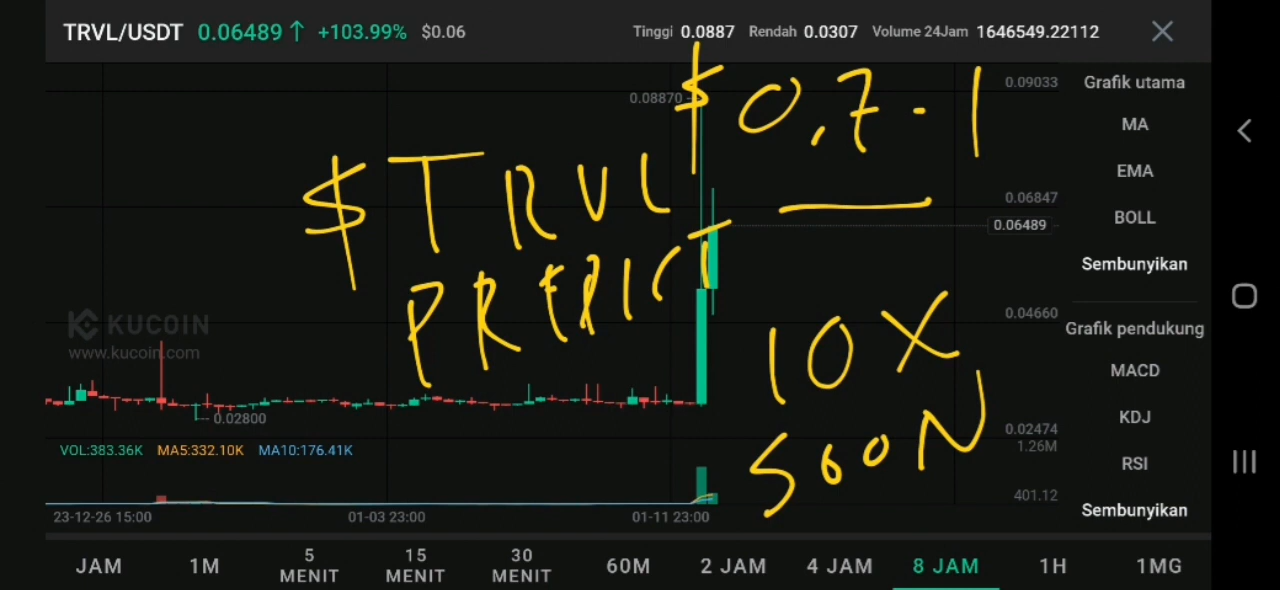 TRVL/USDT 0.06489 ↑ +103.99% $0.06 Tinggi 0.0887 Rendah 0.0307 Volume 24Jam 1646549.22112
0.09033
Grafik utama
0.08870
$ 0,7 - 1
MA
$TRVL
EMA
0.06847
BOLL
0.06489
PREDICT
Sembunyikan
KUCOIN
www.kucoin.com
0.04660
Grafik pendukung
10X
MACD
0.02800
KDJ
0.02474
SOON
1.26M
VOL:383.36K MA5:332.10K MA10:176.41K
RSI
401.12
Sembunyikan
23-12-26 15:00 01-03 23:00 01-11 23:00
JAM 1M 5 MENIT 15 MENIT 30 MENIT 60M 2 JAM 4 JAM 8 JAM 1H 1MG